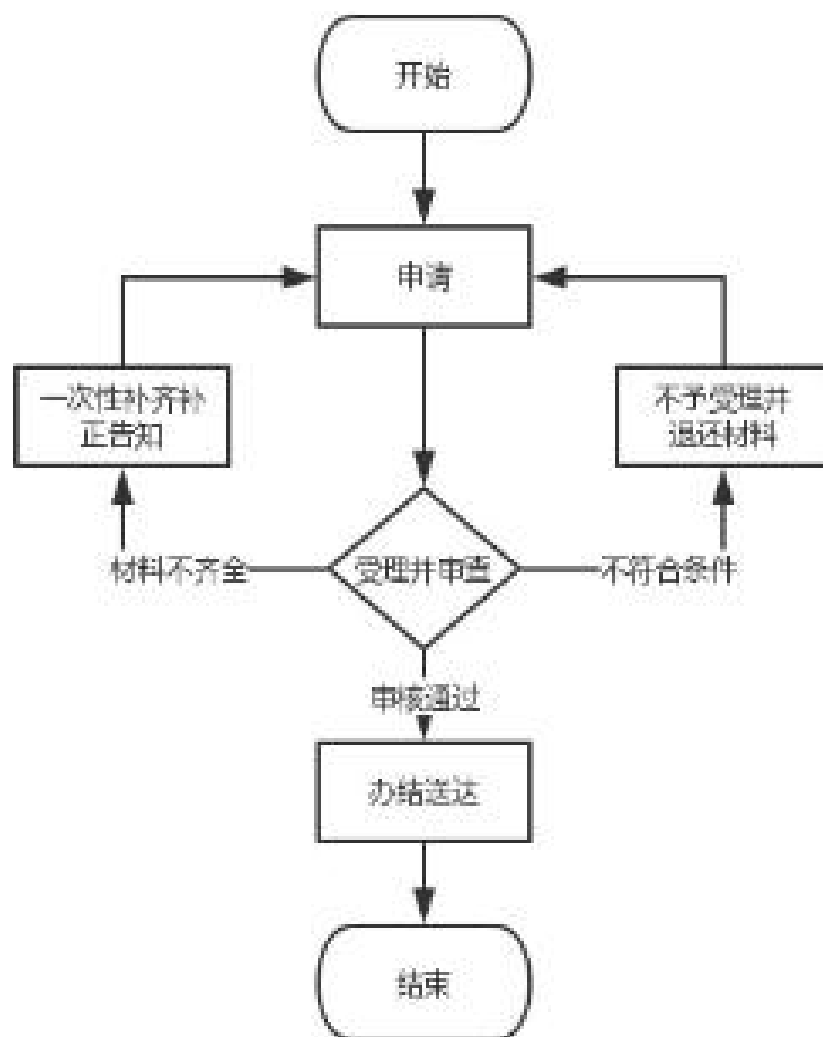 开始
申请
一次性补齐补
正告知
不予受理并
退还材料
材料不齐全
受理并审查
不符合条件
审核通过
办结送达
结束